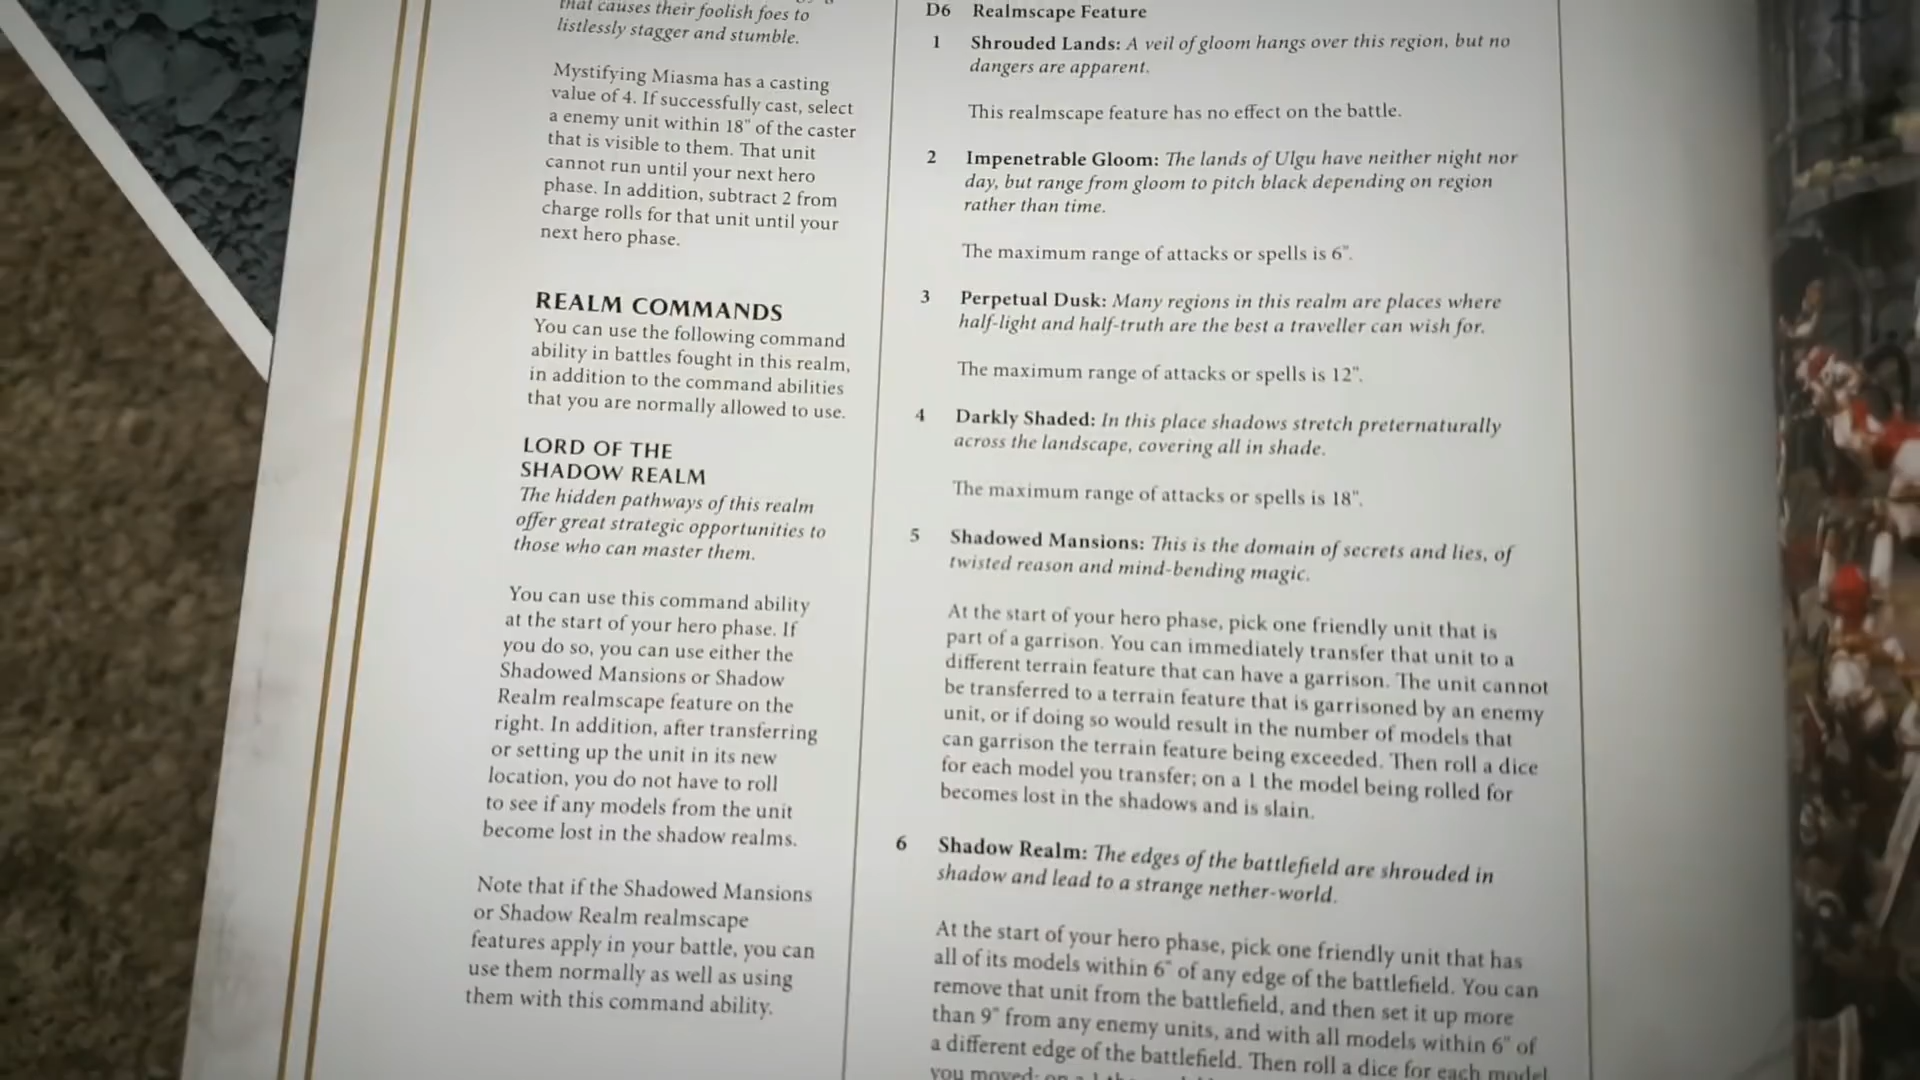 that causes their foolish foes to
listlessly stagger and stumble.
Mystifying Miasma has a casting
value of 4. If successfully cast, select
a enemy unit within 18" of the caster
that is visible to them. That unit
cannot run until your next hero
phase. In addition, subtract 2 from
charge rolls for that unit until your
next hero phase.
REALM COMMANDS
You can use the following command
ability in battles fought in this realm,
in addition to the command abilities
that you are normally allowed to use.
LORD OF THE
SHADOW REALM
The hidden pathways of this realm
offer great strategic opportunities to
those who can master them.
You can use this command ability
at the start of your hero phase. If
you do so, you can use either the
Shadowed Mansions or Shadow
Realm realmscape feature on the
right. In addition, after transferring
or setting up the unit in its new
location, you do not have to roll
to see if any models from the unit
become lost in the shadow realms.
Note that if the Shadowed Mansions
or Shadow Realm realmscape
features apply in your battle, you can
use them normally as well as using
them with this command ability.
D6 Realmscape Feature
1 Shrouded Lands: A veil of gloom hangs over this region, but no
dangers are apparent.
This realmscape feature has no effect on the battle.
2 Impenetrable Gloom: The lands of Ulgu have neither night nor
day, but range from gloom to pitch black depending on region
rather than time.
The maximum range of attacks or spells is 6".
3 Perpetual Dusk: Many regions in this realm are places where
half-light and half-truth are the best a traveller can wish for.
The maximum range of attacks or spells is 12".
4 Darkly Shaded: In this place shadows stretch preternaturally
across the landscape, covering all in shade.
The maximum range of attacks or spells is 18".
5 Shadowed Mansions: This is the domain of secrets and lies, of
twisted reason and mind-bending magic.
At the start of your hero phase, pick one friendly unit that is
part of a garrison. You can immediately transfer that unit to a
different terrain feature that can have a garrison. The unit cannot
be transferred to a terrain feature that is garrisoned by an enemy
unit, or if doing so would result in the number of models that
can garrison the terrain feature being exceeded. Then roll a dice
for each model you transfer; on a 1 the model being rolled for
becomes lost in the shadows and is slain.
6 Shadow Realm: The edges of the battlefield are shrouded in
shadow and lead to a strange nether-world.
At the start of your hero phase, pick one friendly unit that has
all of its models within 6" of any edge of the battlefield. You can
remove that unit from the battlefield, and then set it up more
than 9" from any enemy units, and with all models within 6" of
a different edge of the battlefield. Then roll a dice for each model
you moved; on a 1 the